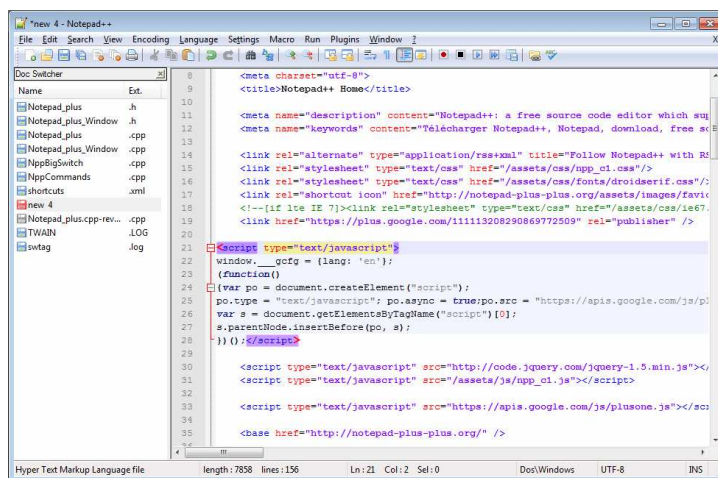 *new 4 - Notepad++
File Edit Search View Encoding Language Settings Macro Run Plugins Window ?
X
Doc Switcher
Name Ext.
Notepad_plus .h
Notepad_plus_Window .h
Notepad_plus .cpp
Notepad_plus_Window .cpp
NppBigSwitch .cpp
NppCommands .cpp
shortcuts .xml
new 4
Notepad_plus.cpp-rev... .cpp
TWAIN .LOG
swtag .log
8 <meta charset="utf-8">
9 <title>Notepad++ Home</title>
10
11 <meta name="description" content="Notepad++: a free source code editor which sup
12 <meta name="keywords" content="Télécharger Notepad++, Notepad, download, free so
13
14 <link rel="alternate" type="application/rss+xml" title="Follow Notepad++ with RS
15 <link rel="stylesheet" type="text/css" href="/assets/css/npp_c1.css"/>
16 <link rel="stylesheet" type="text/css" href="/assets/css/fonts/droidserif.css"/>
17 <link rel="shortcut icon" href="http://notepad-plus-plus.org/assets/images/favic
18 <!--[if lte IE 7]><link rel="stylesheet" type="text/css" href="/assets/css/ie67.
19 <link href="https://plus.google.com/111113208290869772509" rel="publisher" />
20
21 <script type="text/javascript">
22 window.___gcfg = {lang: 'en'};
23 (function()
24 {var po = document.createElement("script");
25 po.type = "text/javascript"; po.async = true;po.src = "https://apis.google.com/js/pl
26 var s = document.getElementsByTagName("script")[0];
27 s.parentNode.insertBefore(po, s);
28 })();</script>
29
30 <script type="text/javascript" src="http://code.jquery.com/jquery-1.5.min.js"></
31 <script type="text/javascript" src="/assets/js/npp_c1.js"></script>
32
33 <script type="text/javascript" src="https://apis.google.com/js/plusone.js"></scr
34
35 <base href="http://notepad-plus-plus.org/" />
Hyper Text Markup Language file length : 7858 lines : 156 Ln : 21 Col : 2 Sel : 0 Dos\Windows UTF-8 INS